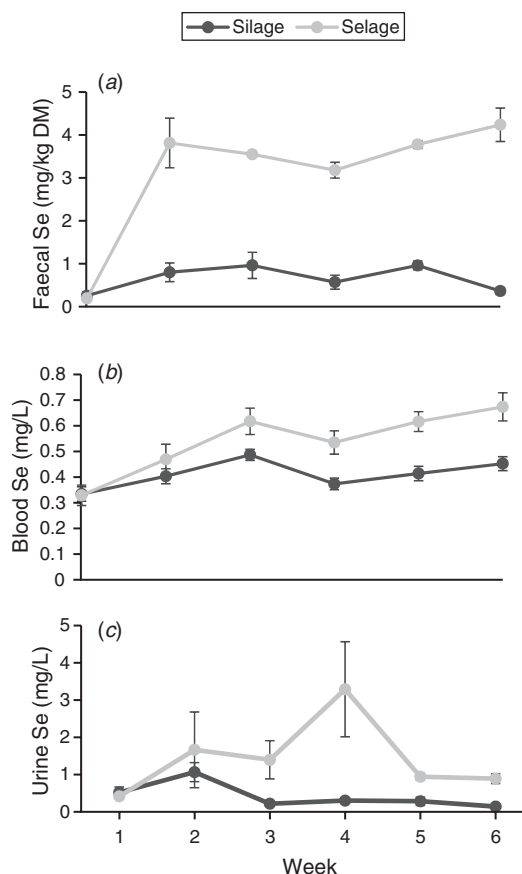 Silage Selage
(a)
Faecal Se (mg/kg DM)
5
4
3
2
1
0
(b)
Blood Se (mg/L)
0.8
0.7
0.6
0.5
0.4
0.3
0.2
0.1
0
(c)
Urine Se (mg/L)
5
4
3
2
1
0
1 2 3 4 5 6
Week